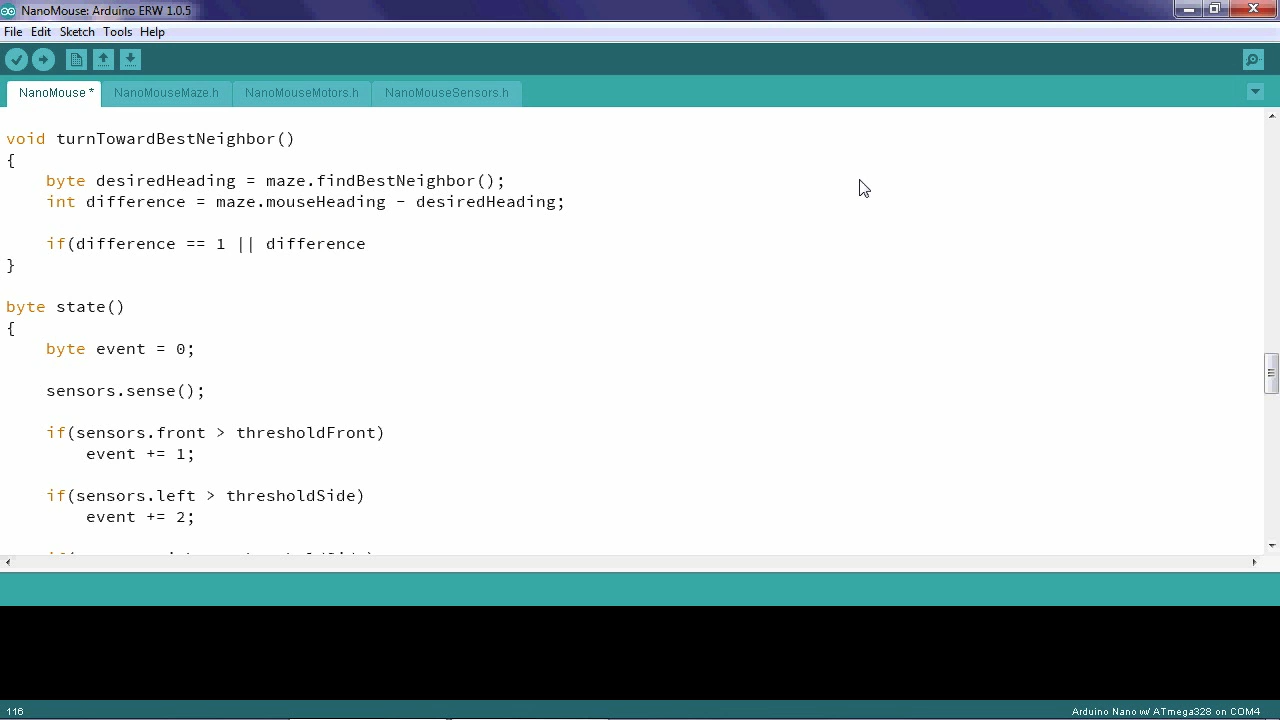 NanoMouse: Arduino ERW 1.0.5
File Edit Sketch Tools Help
NanoMouse * NanoMouseMaze.h NanoMouseMotors.h NanoMouseSensors.h
void turnTowardBestNeighbor()
{
byte desiredHeading = maze.findBestNeighbor();
int difference = maze.mouseHeading - desiredHeading;
if(difference == 1 || difference
}
byte state()
{
byte event = 0;
sensors.sense();
if(sensors.front > thresholdFront)
event += 1;
if(sensors.left > thresholdSide)
event += 2;
116
Arduino Nano w/ ATmega328 on COM4